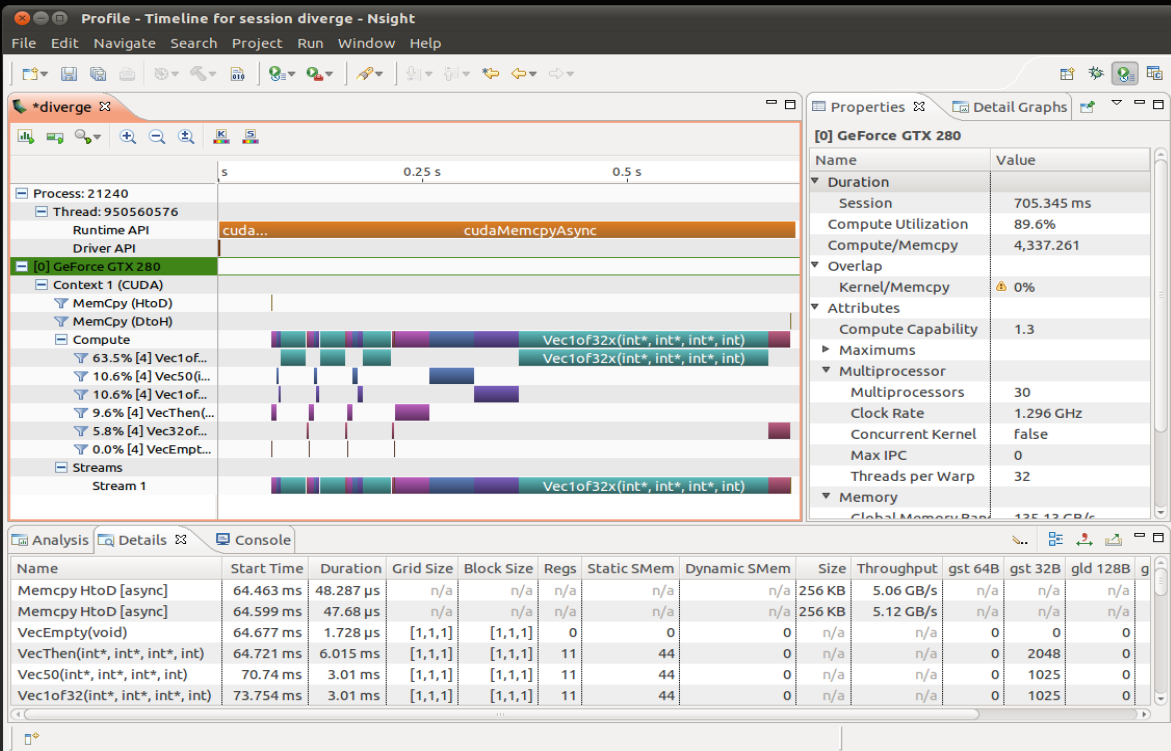 Profile - Timeline for session diverge - Nsight
File Edit Navigate Search Project Run Window Help
*diverge
s 0.25 s 0.5 s
Process: 21240
Thread: 950560576
Runtime API cuda... cudaMemcpyAsync
Driver API
[0] GeForce GTX 280
Context 1 (CUDA)
MemCpy (HtoD)
MemCpy (DtoH)
Compute Vec1of32x(int*, int*, int*, int)
63.5% [4] Vec1of... Vec1of32x(int*, int*, int*, int)
10.6% [4] Vec50(i...
10.6% [4] Vec1of...
9.6% [4] VecThen(...
5.8% [4] Vec32of...
0.0% [4] VecEmpt...
Streams
Stream 1 Vec1of32x(int*, int*, int*, int)
Properties Detail Graphs
[0] GeForce GTX 280
Name Value
Duration
Session 705.345 ms
Compute Utilization 89.6%
Compute/Memcpy 4,337.261
Overlap
Kernel/Memcpy 0%
Attributes
Compute Capability 1.3
Maximums
Multiprocessor
Multiprocessors 30
Clock Rate 1.296 GHz
Concurrent Kernel false
Max IPC 0
Threads per Warp 32
Memory
Global Memory 135.13 GB/s
Analysis Details Console
Name Start Time Duration Grid Size Block Size Regs Static SMem Dynamic SMem Size Throughput gst 64B gst 32B gld 128B g
Memcpy HtoD [async] 64.463 ms 48.287 µs n/a n/a n/a n/a n/a 256 KB 5.06 GB/s n/a n/a n/a
Memcpy HtoD [async] 64.599 ms 47.68 µs n/a n/a n/a n/a n/a 256 KB 5.12 GB/s n/a n/a n/a
VecEmpty(void) 64.677 ms 1.728 µs [1,1,1] [1,1,1] 0 0 0 n/a n/a 0 0 0
VecThen(int*, int*, int*, int) 64.721 ms 6.015 ms [1,1,1] [1,1,1] 11 44 0 n/a n/a 0 2048 0
Vec50(int*, int*, int*, int) 70.74 ms 3.01 ms [1,1,1] [1,1,1] 11 44 0 n/a n/a 0 1025 0
Vec1of32(int*, int*, int*, int) 73.754 ms 3.01 ms [1,1,1] [1,1,1] 11 44 0 n/a n/a 0 1025 0